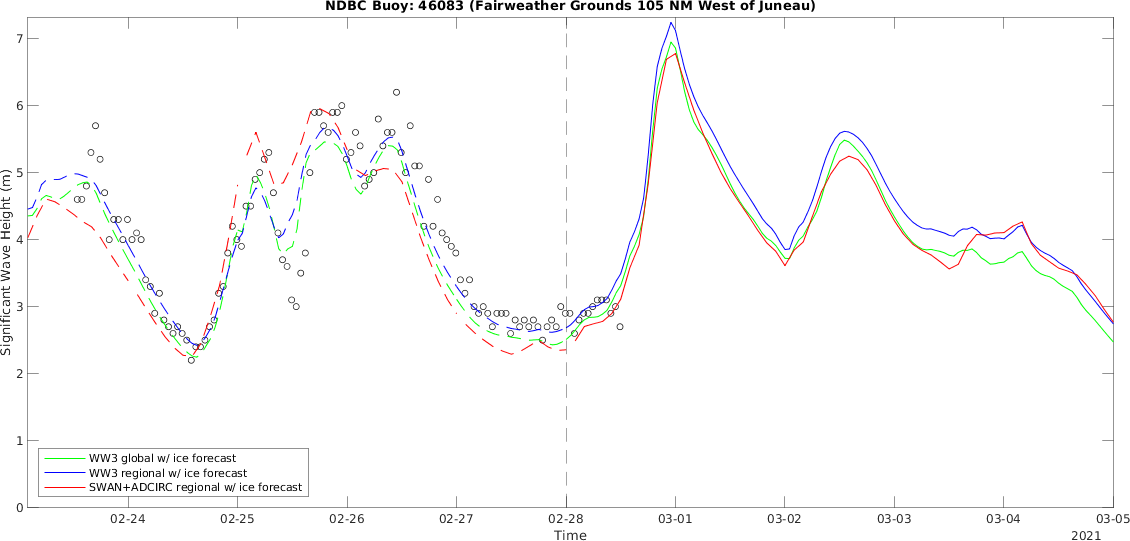 NDBC Buoy: 46083 (Fairweather Grounds 105 NM West of Juneau)
Significant Wave Height (m)
7
6
5
4
3
2
1
0
WW3 global w/ ice forecast
WW3 regional w/ ice forecast
SWAN+ADCIRC regional w/ ice forecast
02-24 02-25 02-26 02-27 02-28 03-01 03-02 03-03 03-04 03-05
Time
2021